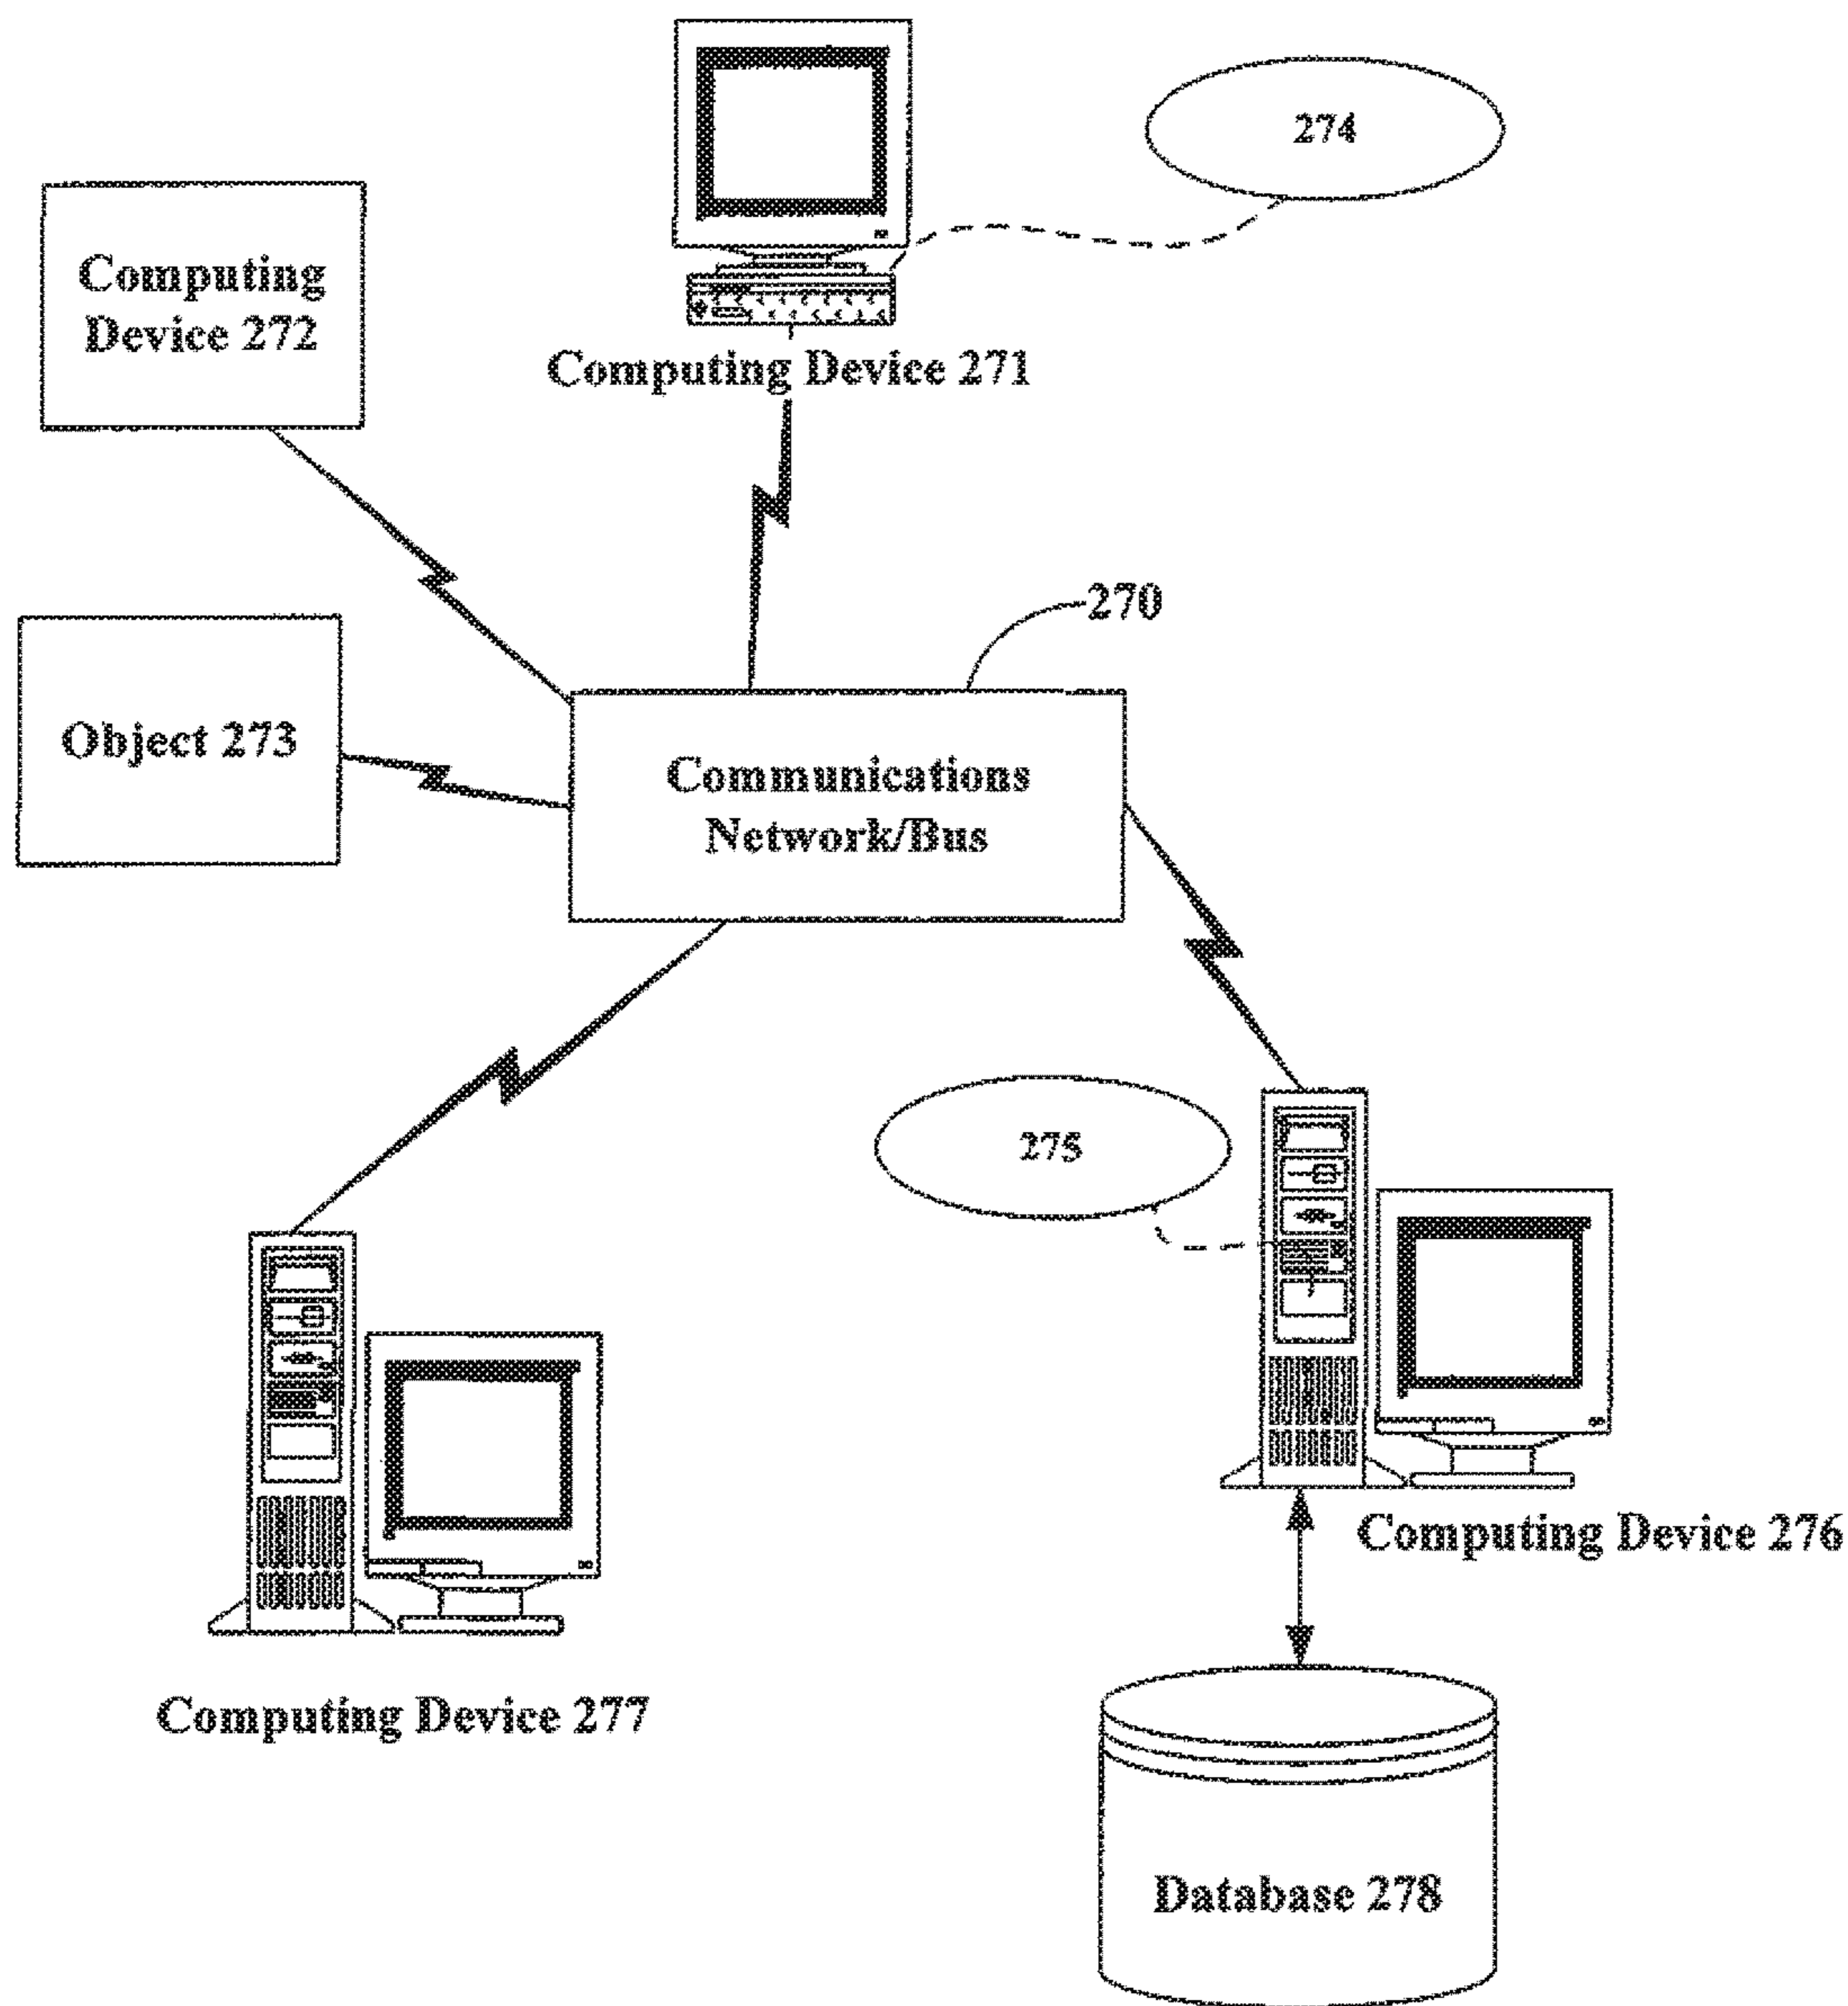 274
Computing
Device 272
Computing Device 271
270
Object 273
Communications
Network/Bus
275
Computing Device 276
Computing Device 277
Database 278